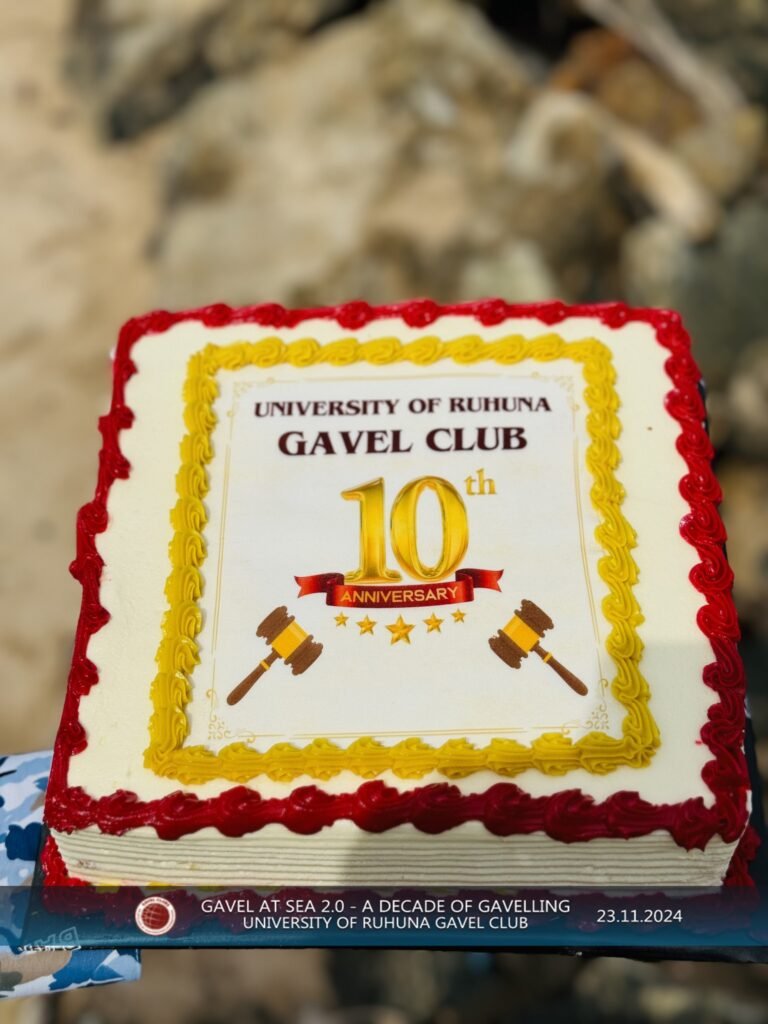 UNIVERSITY OF RUHUNA
GAVEL CLUB
10th
ANNIVERSARY
GAVEL AT SEA 2.0 - A DECADE OF GAVELLING
UNIVERSITY OF RUHUNA GAVEL CLUB
23.11.2024